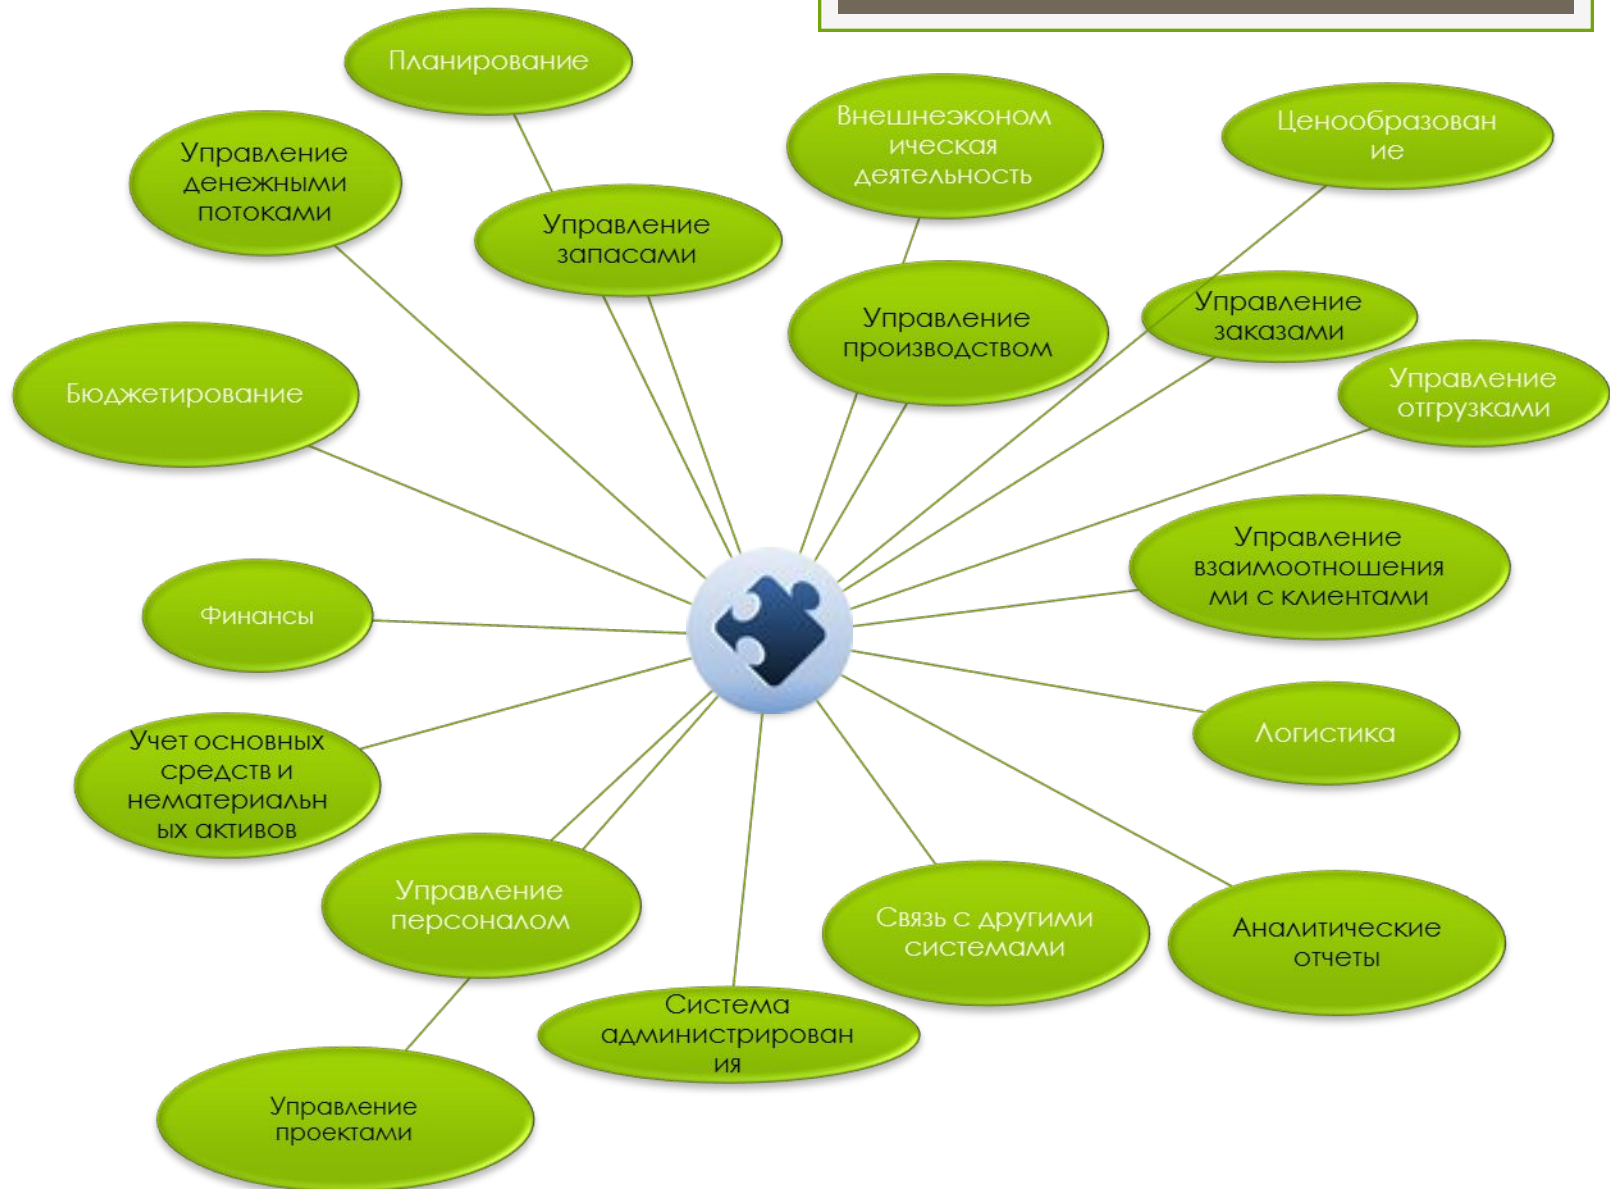 Планирование
Управление
денежными
потоками
Управление
запасами
Внешнеэконом
ическая
деятельность
Ценообразован
ие
Управление
производством
Управление
заказами
Управление
отгрузками
Бюджетирование
Управление
взаимоотношения
ми с клиентами
Финансы
Логистика
Учет основных
средств и
нематериальн
ых активов
Управление
персоналом
Связь с другими
системами
Аналитические
отчеты
Система
администрирован
ия
Управление
проектами